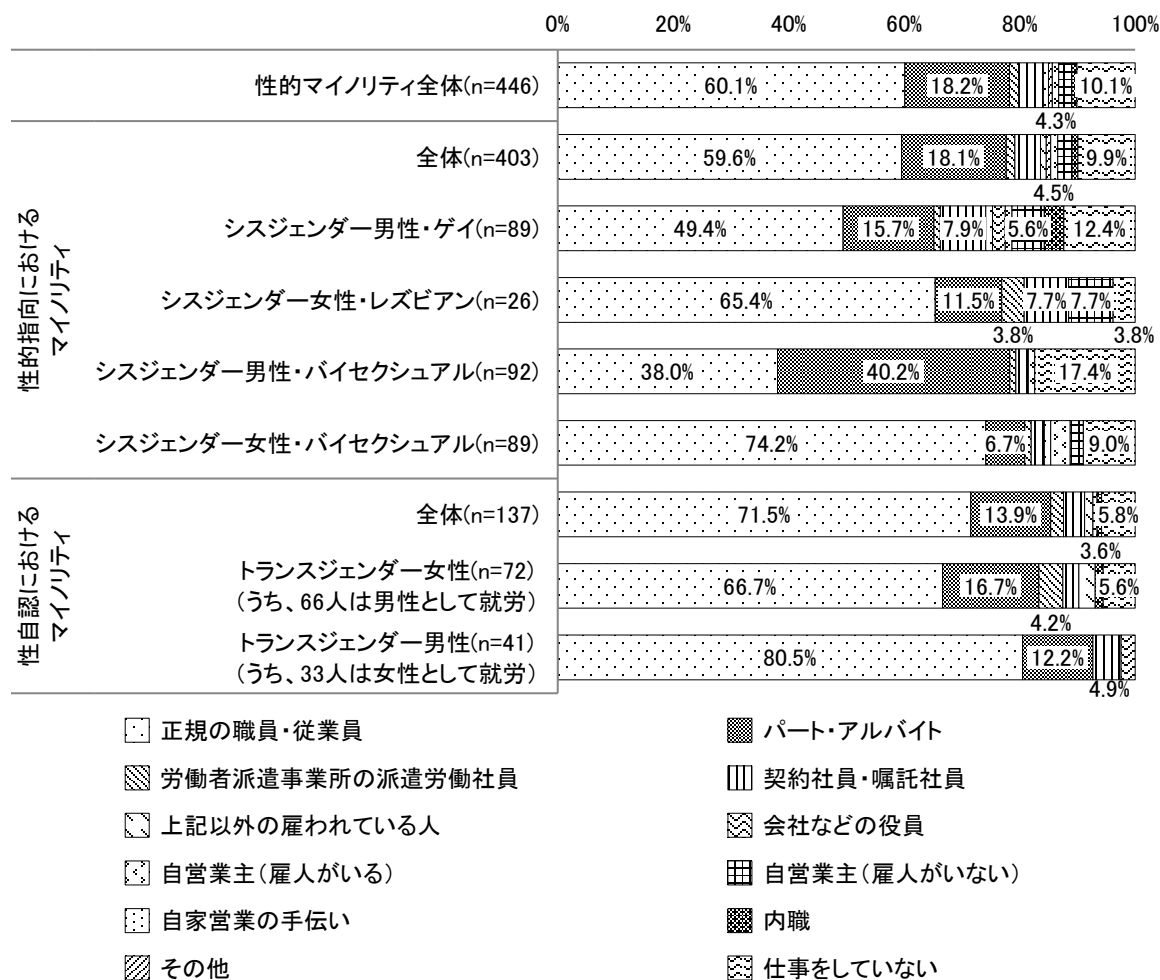 0% 20% 40% 60% 80% 100%
性的マイノリティ全体(n=446) 60.1% 18.2% 10.1%
4.3%
性的指向における
マイノリティ
全体(n=403) 59.6% 18.1% 9.9%
4.5%
シスジェンダー男性・ゲイ(n=89) 49.4% 15.7% 7.9% 5.6% 12.4%
シスジェンダー女性・レズビアン(n=26) 65.4% 11.5% 7.7% 7.7%
3.8% 3.8%
シスジェンダー男性・バイセクシュアル(n=92) 38.0% 40.2% 17.4%
シスジェンダー女性・バイセクシュアル(n=89) 74.2% 6.7% 9.0%
性自認における
マイノリティ
全体(n=137) 71.5% 13.9% 5.8%
3.6%
トランスジェンダー女性(n=72)
(うち、66人は男性として就労) 66.7% 16.7% 5.6%
4.2%
トランスジェンダー男性(n=41)
(うち、33人は女性として就労) 80.5% 12.2%
4.9%
正規の職員・従業員 パート・アルバイト
労働者派遣事業所の派遣労働社員 契約社員・嘱託社員
上記以外の雇われている人 会社などの役員
自営業主(雇人がいる) 自営業主(雇人がいない)
自家営業の手伝い 内職
その他 仕事をしていない